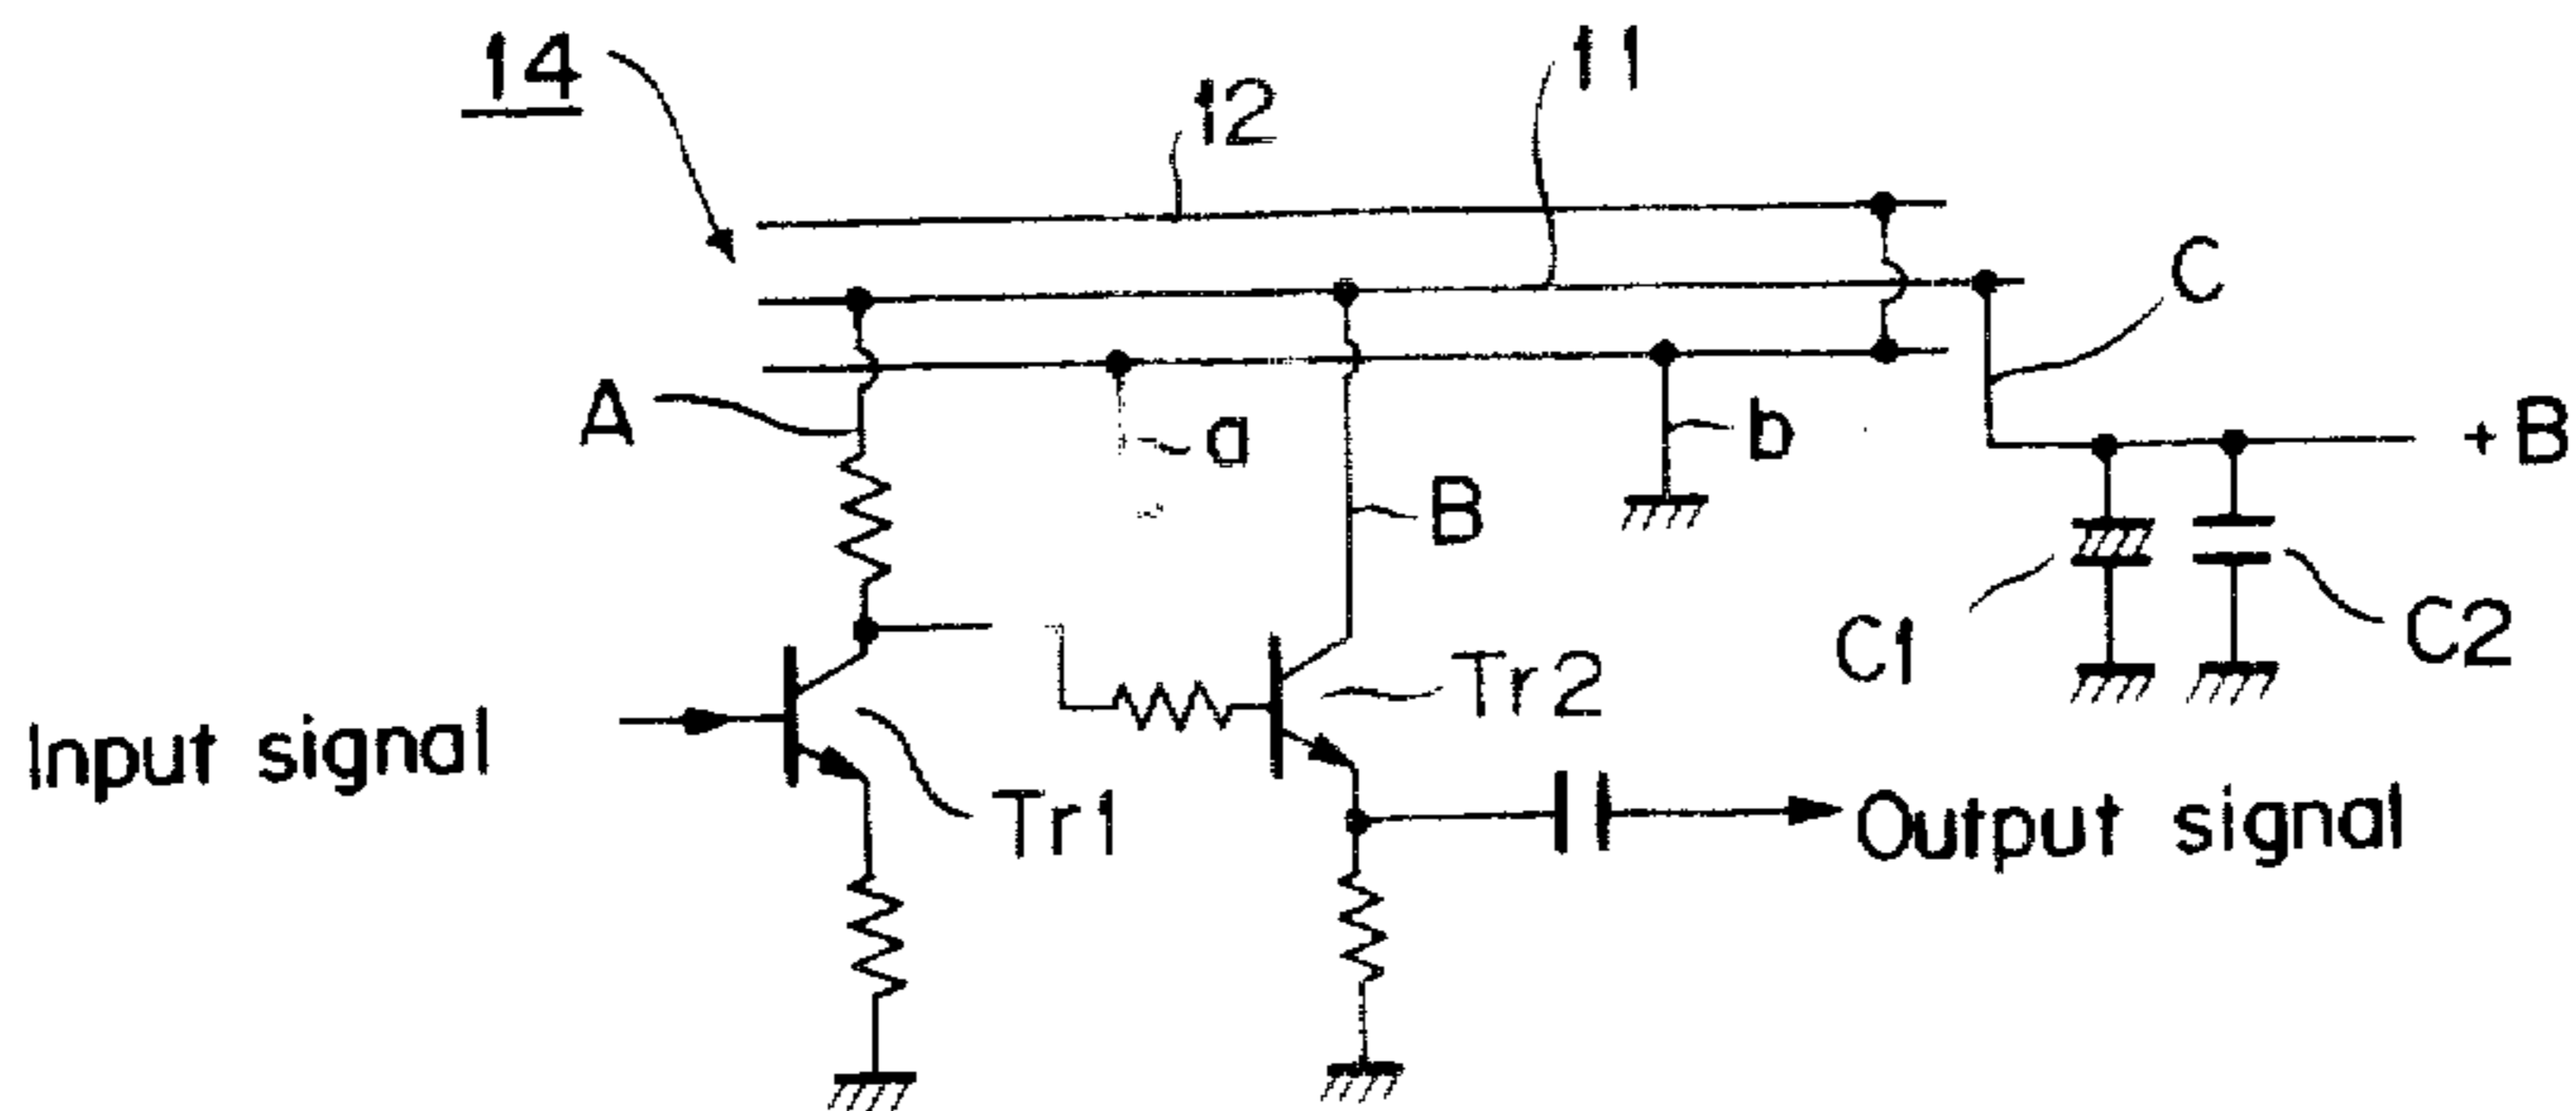 14
11
12
C
A
a
b
+B
B
C1
C2
Tr2
Input signal
Tr1
Output signal